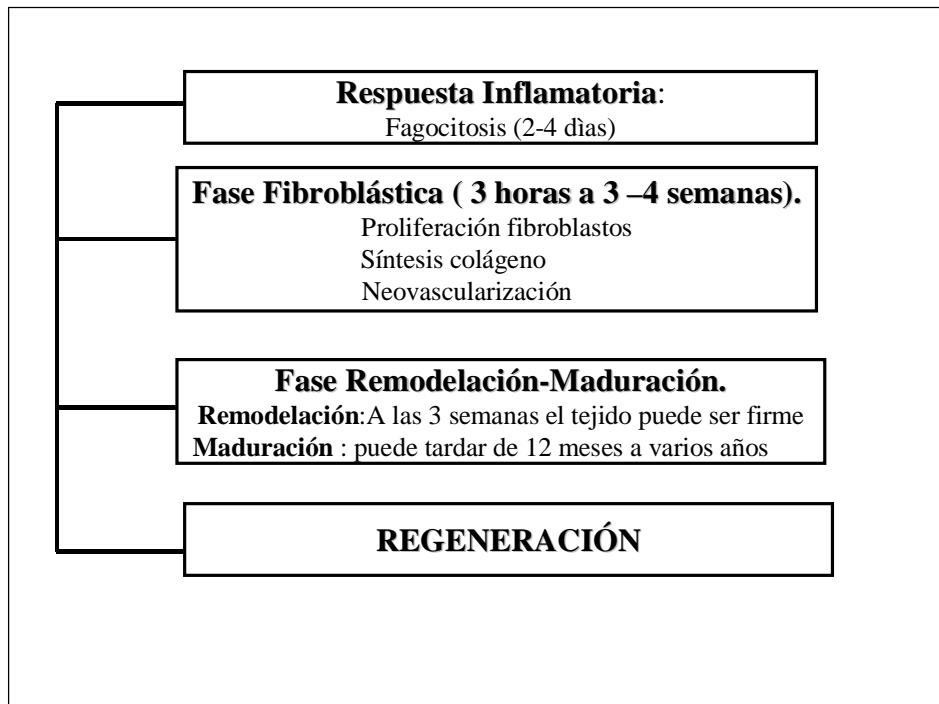 Respuesta Inflamatoria:
Fagocitosis (2-4 dìas)
Fase Fibroblástica ( 3 horas a 3 –4 semanas).
Proliferación fibroblastos
Síntesis colágeno
Neovascularización
Fase Remodelación-Maduración.
Remodelación:A las 3 semanas el tejido puede ser firme
Maduración : puede tardar de 12 meses a varios años
REGENERACIÓN